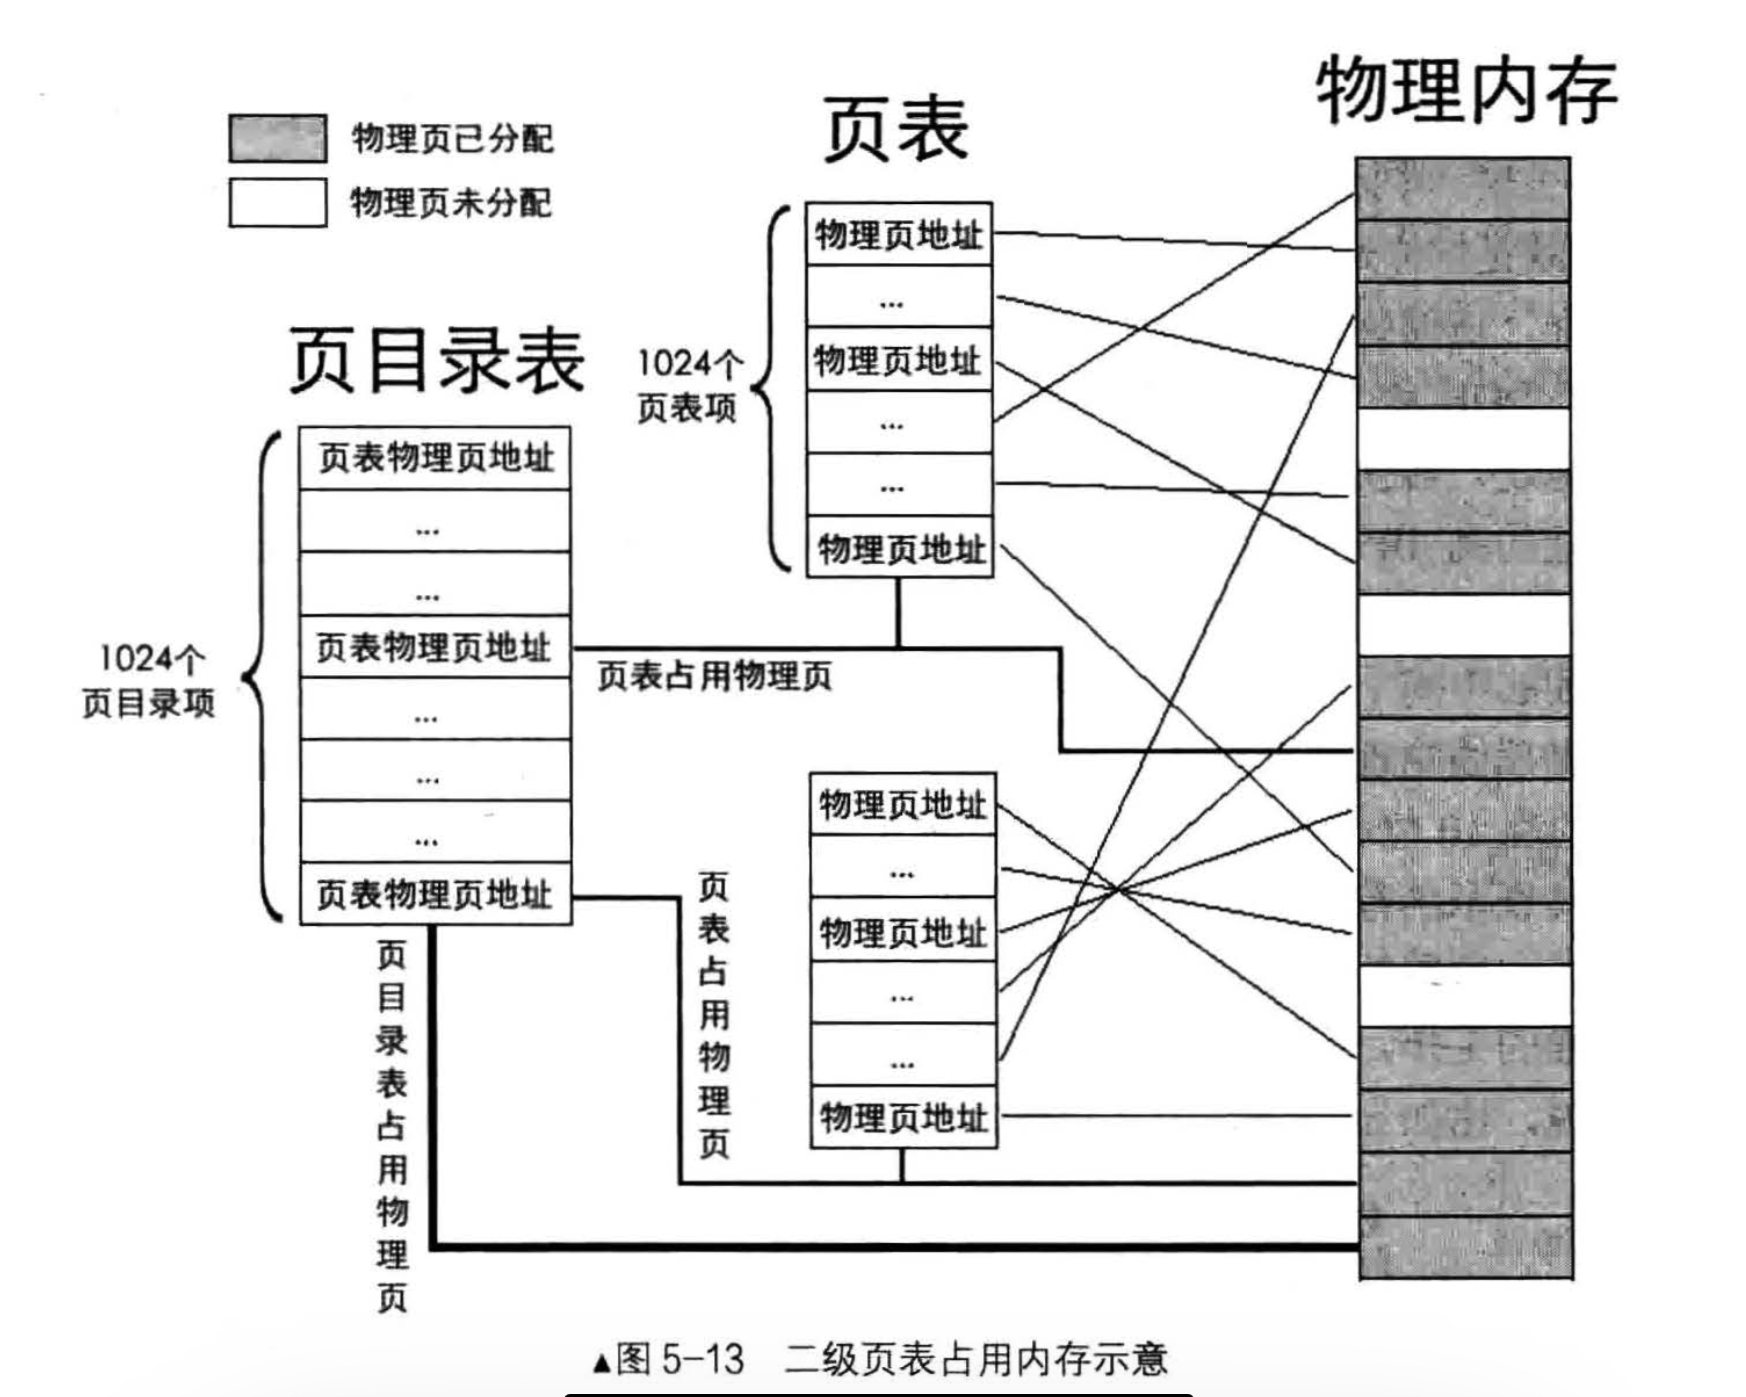 物理内存
页表
物理页已分配
物理页未分配
物理页地址
...
物理页地址
...
...
物理页地址
1024个
页表项
页目录表
页表物理页地址
...
...
页表物理页地址
...
...
...
页表物理页地址
1024个
页目录项
页表占用物理页
物理页地址
...
物理页地址
...
...
物理页地址
页表占用物理页
页目录表占用物理页
▲图 5-13 二级页表占用内存示意